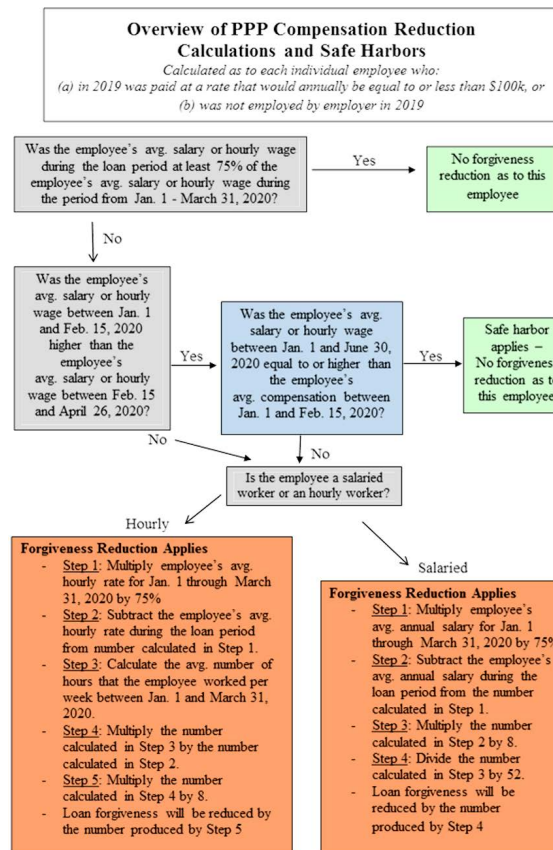 Overview of PPP Compensation Reduction
Calculations and Safe Harbors
Calculated as to each individual employee who:
(a) in 2019 was paid at a rate that would annually be equal to or less than $100k, or
(b) was not employed by employer in 2019
Was the employee's avg. salary or hourly wage
during the loan period at least 75% of the
employee's avg. salary or hourly wage during
the period from Jan. 1 - March 31, 2020?
Yes
No forgiveness
reduction as to this
employee
No
Was the employee's
avg. salary or hourly
wage between Jan. 1
and Feb. 15, 2020
higher than the
employee's
avg. salary or hourly
wage between Feb. 15
and April 26, 2020?
Yes
Was the employee's avg.
salary or hourly wage
between Jan. 1 and June 30,
2020 equal to or higher than
the employee's
avg. compensation between
Jan. 1 and Feb. 15, 2020?
Yes
Safe harbor
applies –
No forgiveness
reduction as to
this employee
No
No
Is the employee a salaried
worker or an hourly worker?
Hourly
Salaried
Forgiveness Reduction Applies
- Step 1: Multiply employee's avg.
hourly rate for Jan. 1 through March
31, 2020 by 75%
- Step 2: Subtract the employee's avg.
hourly rate during the loan period
from number calculated in Step 1.
- Step 3: Calculate the avg. number of
hours that the employee worked per
week between Jan. 1 and March 31,
2020.
- Step 4: Multiply the number
calculated in Step 3 by the number
calculated in Step 2.
- Step 5: Multiply the number
calculated in Step 4 by 8.
- Loan forgiveness will be reduced by
the number produced by Step 5
Forgiveness Reduction Applies
- Step 1: Multiply employee's
avg. annual salary for Jan. 1
through March 31, 2020 by 75%
- Step 2: Subtract the employee's
avg. annual salary during the
loan period from the number
calculated in Step 1.
- Step 3: Multiply the number
calculated in Step 2 by 8.
- Step 4: Divide the number
calculated in Step 3 by 52.
- Loan forgiveness will be
reduced by the number
produced by Step 4